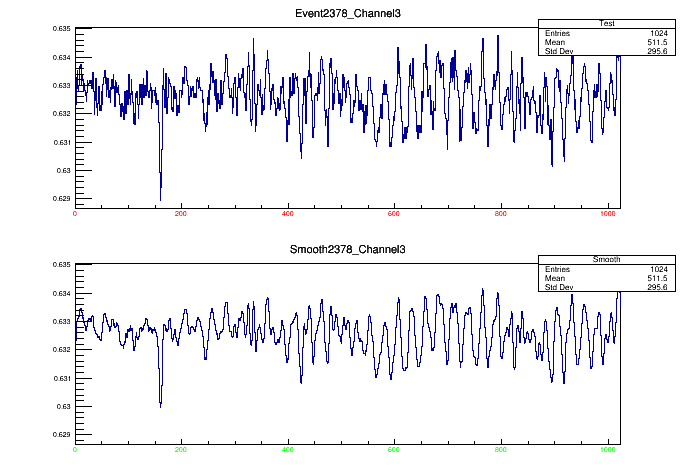 Event2378_Channel3
Test
Entries 1024
Mean 511.5
Std Dev 295.6
0.635
0.634
0.633
0.632
0.631
0.63
0.629
0 200 400 600 800 1000
Smooth2378_Channel3
Smooth
Entries 1024
Mean 511.5
Std Dev 295.6
0.635
0.634
0.633
0.632
0.631
0.63
0.629
0 200 400 600 800 1000